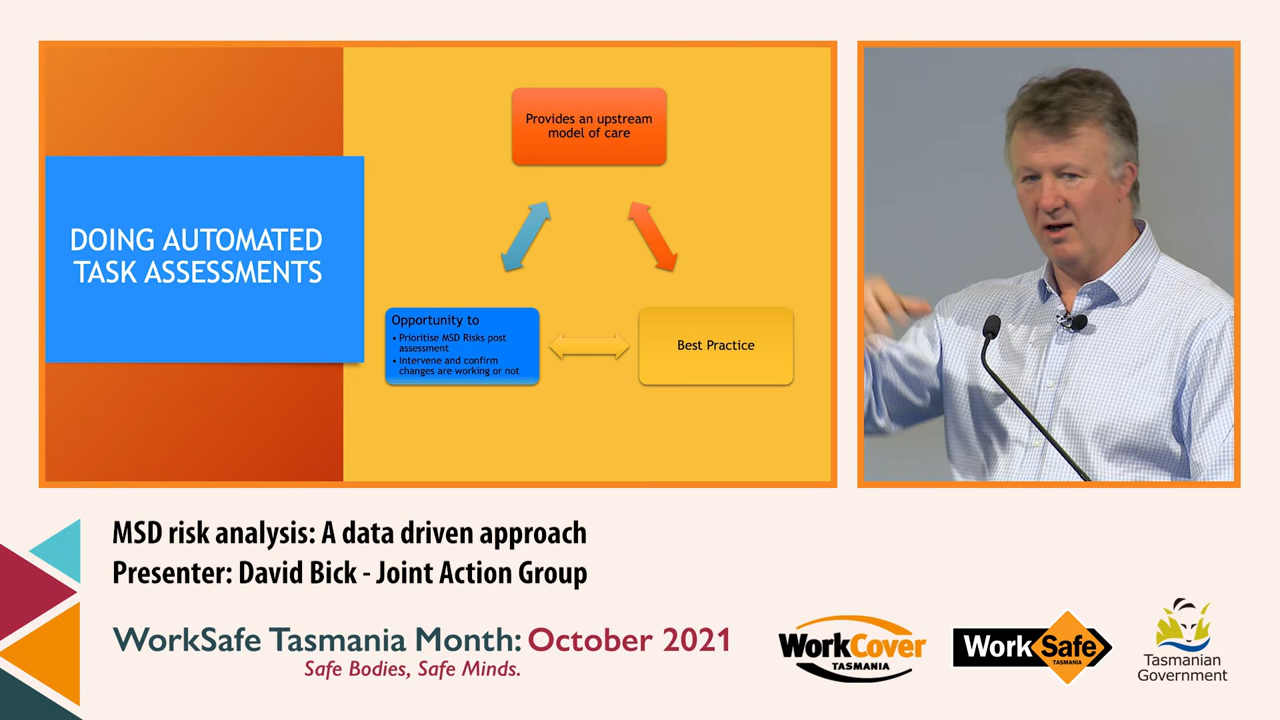 Provides an upstream
model of care
DOING AUTOMATED
TASK ASSESSMENTS
Opportunity to
• Prioritise MSD Risks post
assessment
• Intervene and confirm
changes are working or not
Best Practice
MSD risk analysis: A data driven approach
Presenter: David Bick - Joint Action Group
WorkSafe Tasmania Month: October 2021
Safe Bodies, Safe Minds.
WorkCover
TASMANIA
WorkSafe
TASMANIA
Tasmanian
Government